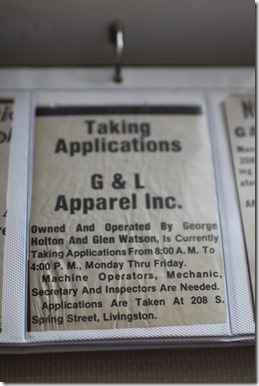 Taking
Applications
G & L
Apparel Inc.
Owned And Operated By George
Holton And Glen Watson, Is Currently
Taking Applications From 8:00 A. M. To
4:00 P. M., Monday Thru Friday.
Machine Operators, Mechanic,
Secretary And Inspectors Are Needed.
Applications Are Taken At 208 S.
Spring Street, Livingston.